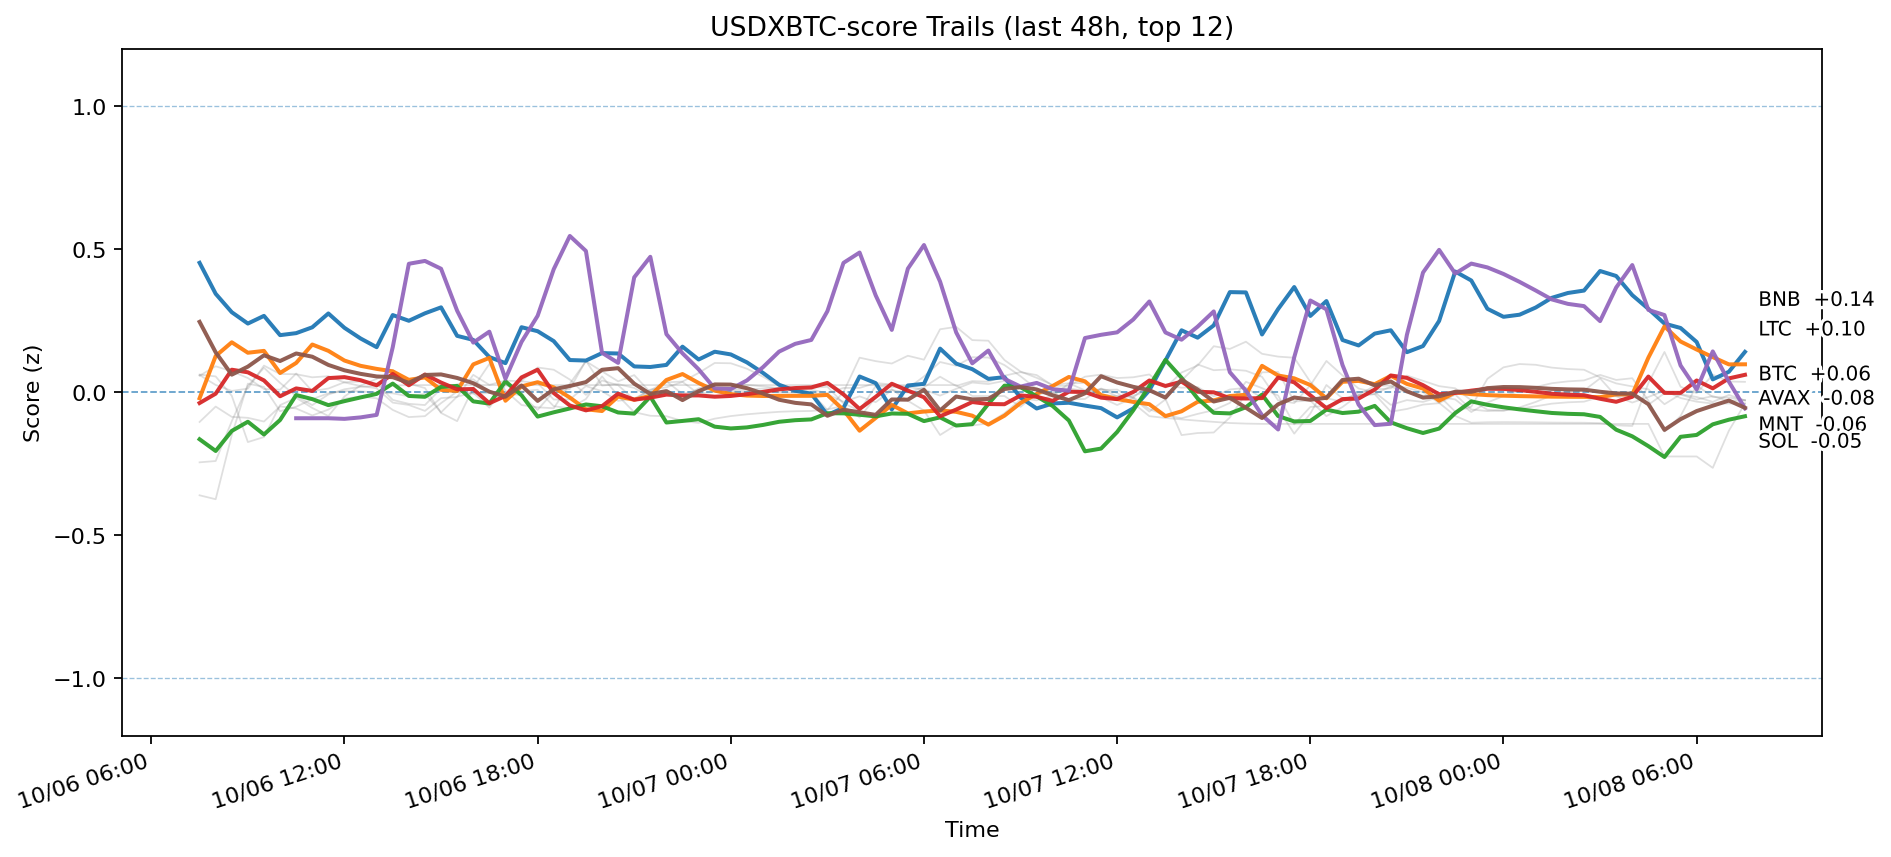 USDXBTC-score Trails (last 48h, top 12)
Score (z)
1.0
0.5
0.0
−0.5
−1.0
BNB +0.14
LTC +0.10
BTC +0.06
AVAX -0.08
MNT -0.06
SOL -0.05
10/06 06:00
10/06 12:00
10/06 18:00
10/07 00:00
10/07 06:00
10/07 12:00
10/07 18:00
10/08 00:00
10/08 06:00
Time